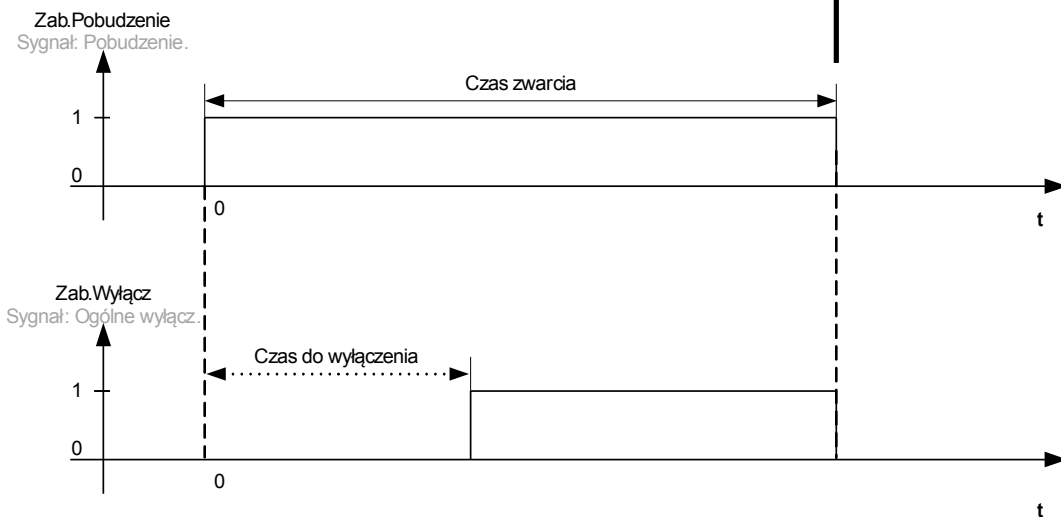 Zab.Pobudzenie
Sygnał: Pobudzenie.
Czas zwarcia
1
0
0
t
Zab.Wyłącz
Sygnał: Ogólne wyłącz.
Czas do wyłączenia
1
0
0
t